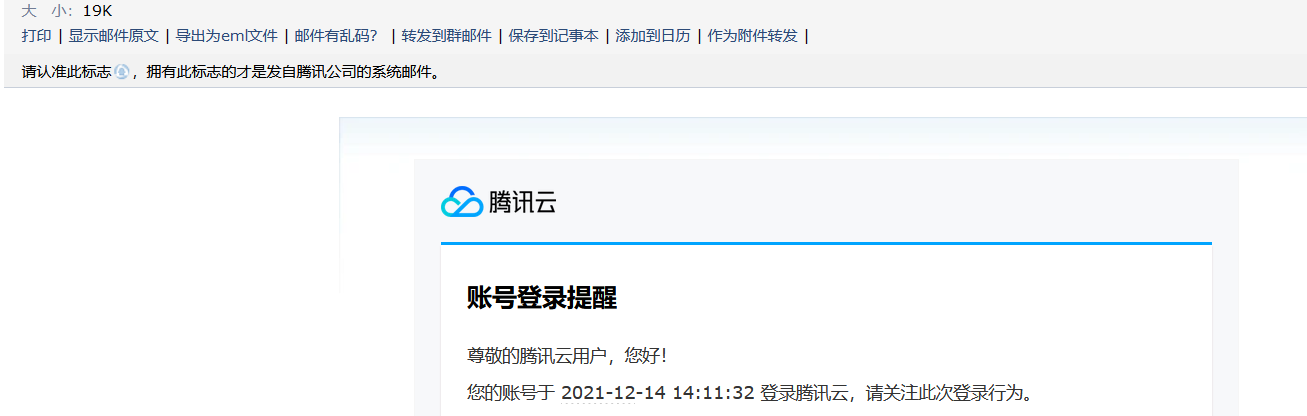 大 小：19K
打印 | 显示邮件原文 | 导出为eml文件 | 邮件有乱码？ | 转发到群邮件 | 保存到记事本 | 添加到日历 | 作为附件转发 |
请认准此标志，拥有此标志的才是发自腾讯公司的系统邮件。
腾讯云
账号登录提醒
尊敬的腾讯云用户，您好！
您的账号于 2021-12-14 14:11:32 登录腾讯云，请关注此次登录行为。